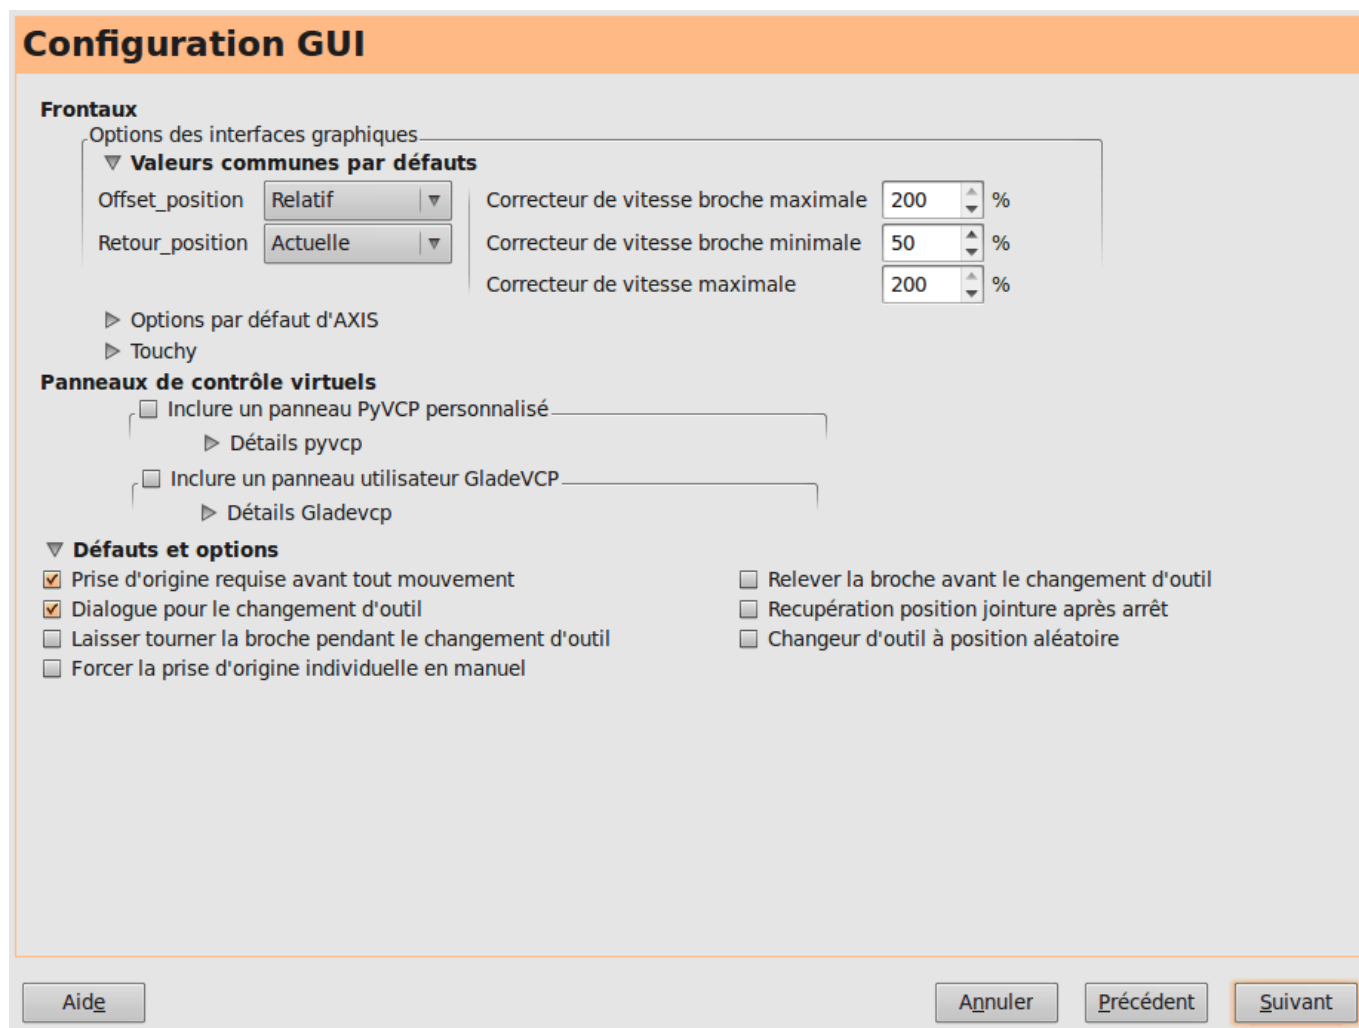 Configuration GUI
Frontaux
Options des interfaces graphiques
Valeurs communes par défauts
Offset_position Relatif Correcteur de vitesse broche maximale 200 %
Retour_position Actuelle Correcteur de vitesse broche minimale 50 %
Correcteur de vitesse maximale 200 %
Options par défaut d'AXIS
Touchy
Panneaux de contrôle virtuels
Inclure un panneau PyVCP personnalisé
Détails pyvcp
Inclure un panneau utilisateur GladeVCP
Détails Gladevcp
Défauts et options
Prise d'origine requise avant tout mouvement Relever la broche avant le changement d'outil
Dialogue pour le changement d'outil Recupération position jointure après arrêt
Laisser tourner la broche pendant le changement d'outil Changeur d'outil à position aléatoire
Forcer la prise d'origine individuelle en manuel
Aide Annuler Précédent Suivant